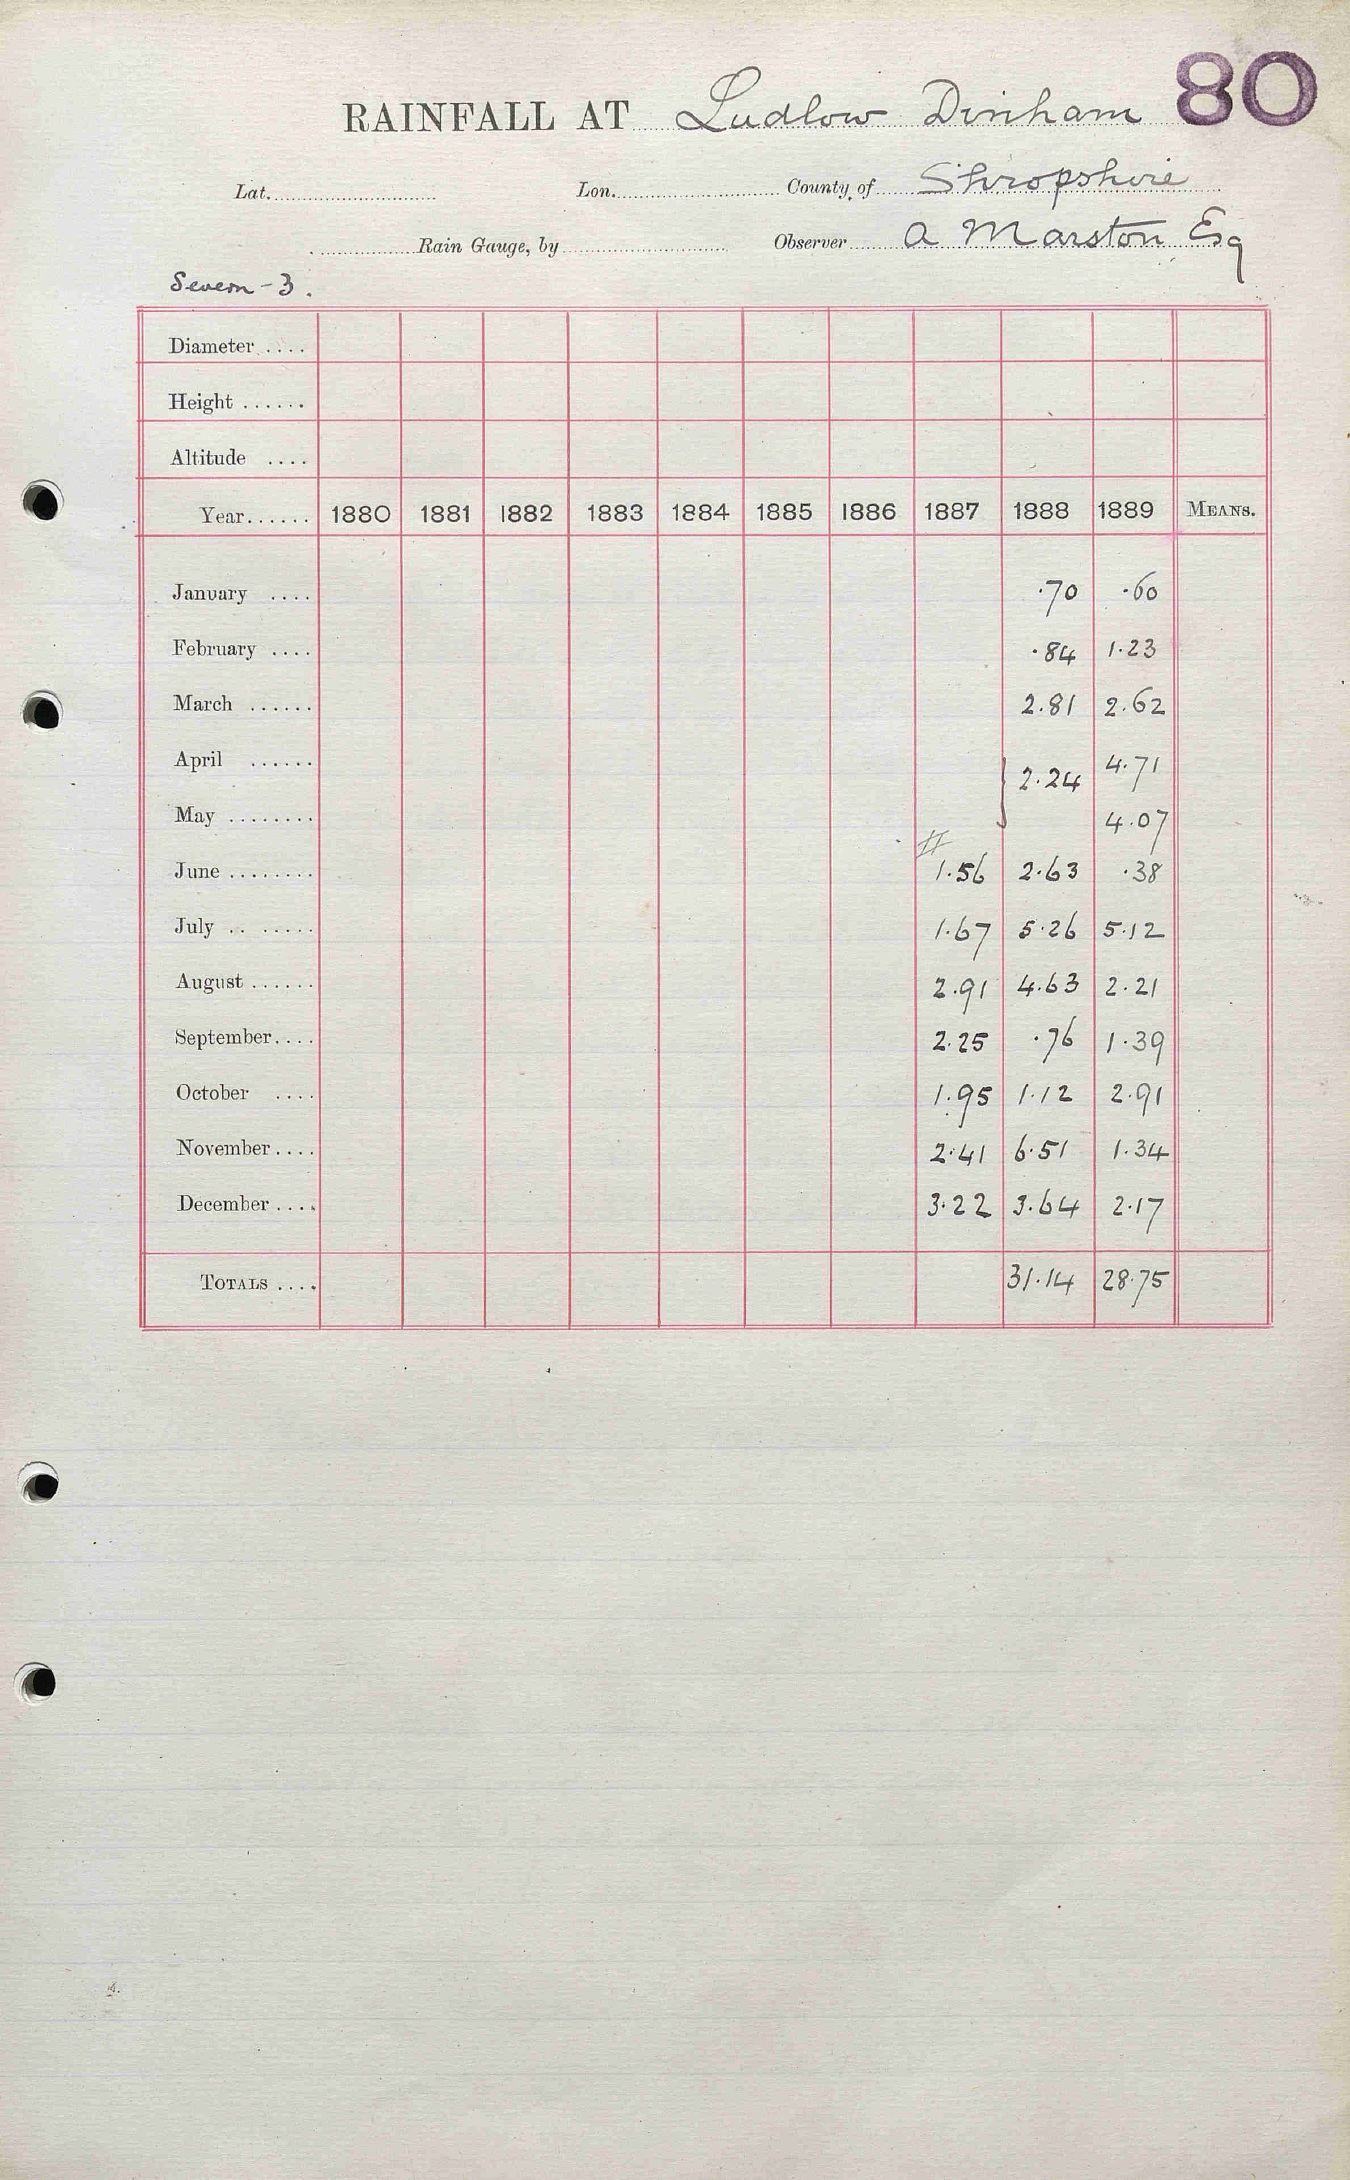 80
RAINFALL AT Ludlow Dinham
Lat. Lon. County of Shropshire
Rain Gauge, by Observer A Marston Esq
Severn - 3.
Diameter ....
Height ......
Altitude ....
Year...... 1880 1881 1882 1883 1884 1885 1886 1887 1888 1889 MEANS.
January .... .70 .60
February .... .84 1.23
March ...... 2.81 2.62
April ...... } 2.24 4.71
May ........ 4.07
June ........ 1.56 2.63 .38
July .. ..... 1.67 5.26 5.12
August ...... 2.91 4.63 2.21
September.... 2.25 .76 1.39
October .... 1.95 1.12 2.91
November.... 2.41 6.51 1.34
December .... 3.22 3.64 2.17
TOTALS .... 31.14 28.75